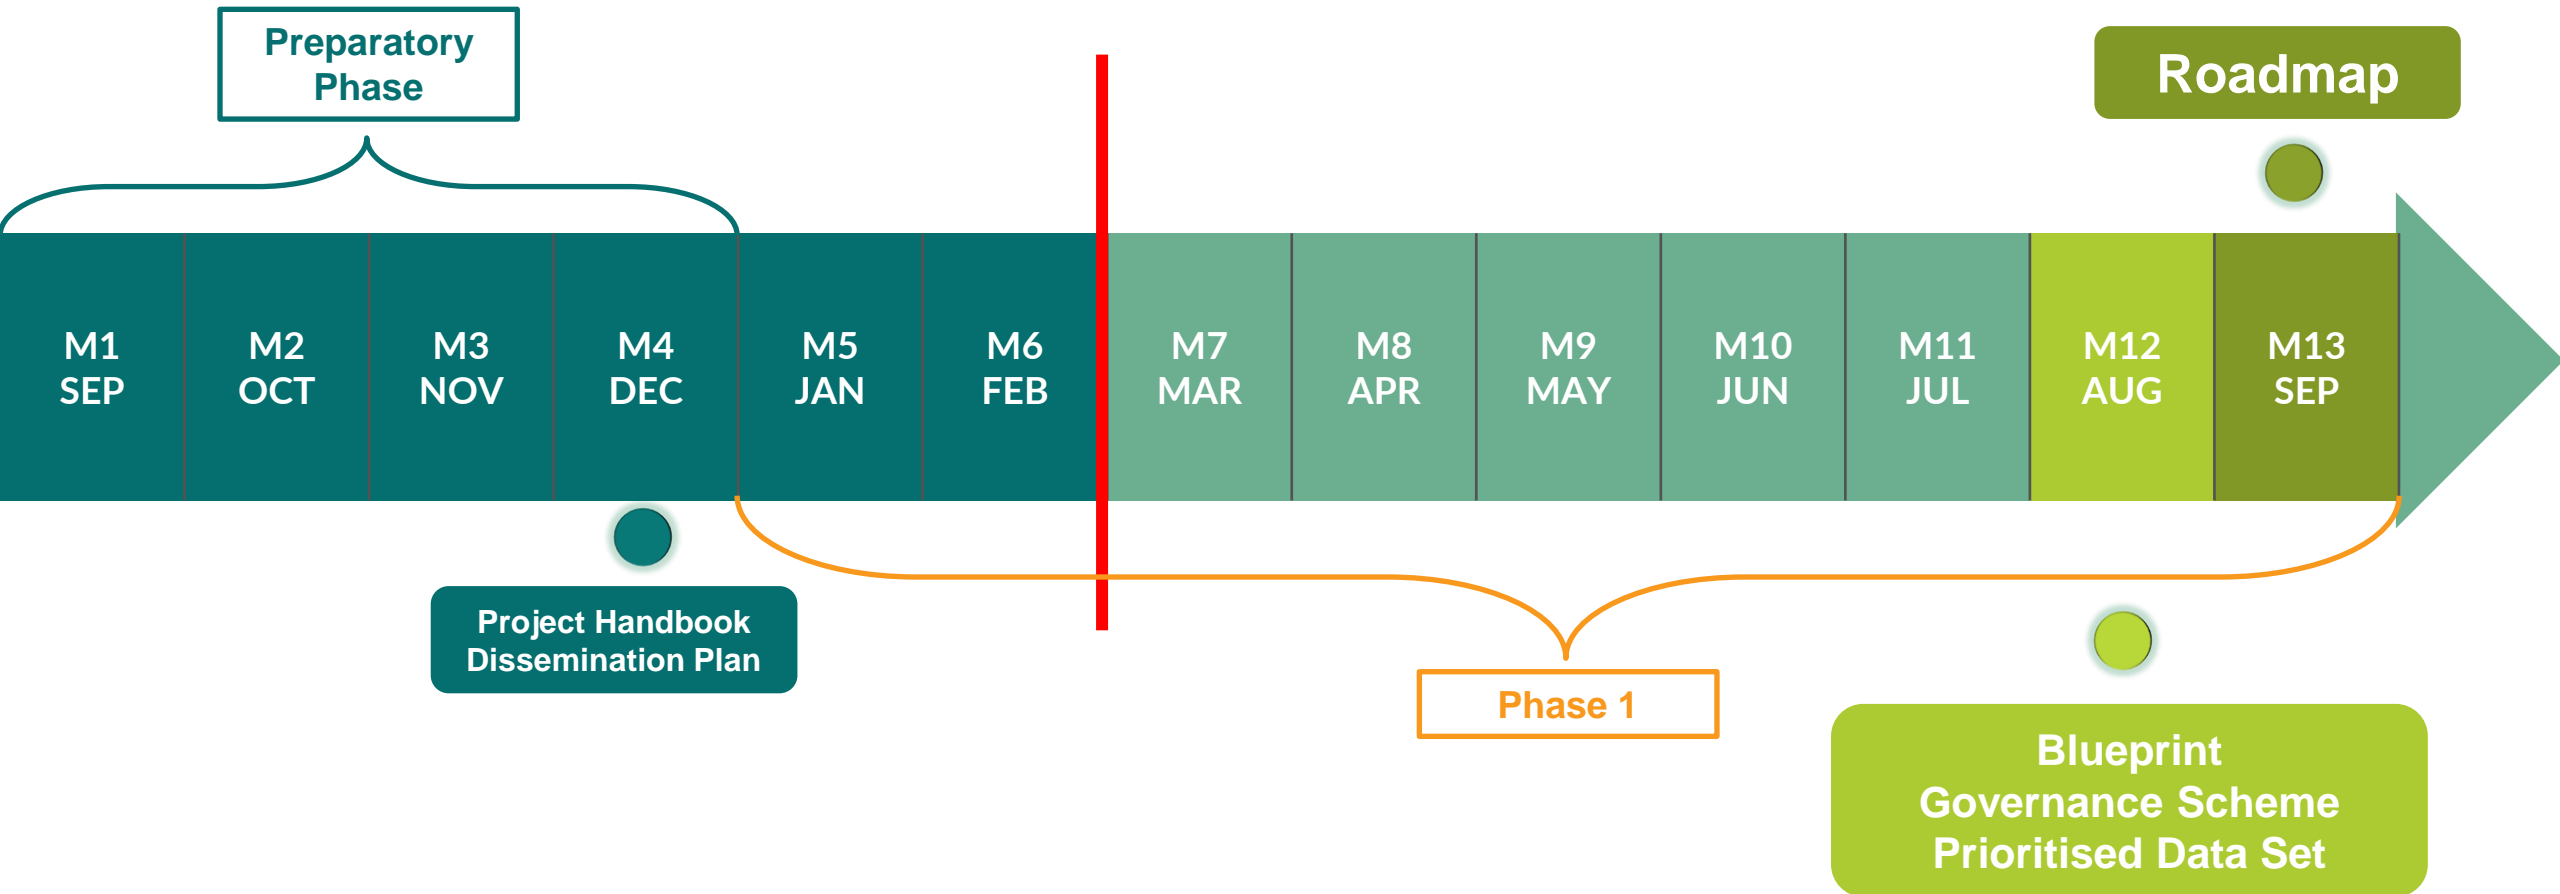 Preparatory
Phase
Roadmap
M1
SEP
M2
OCT
M3
NOV
M4
DEC
M5
JAN
M6
FEB
M7
MAR
M8
APR
M9
MAY
M10
JUN
M11
JUL
M12
AUG
M13
SEP
Project Handbook
Dissemination Plan
Phase 1
Blueprint
Governance Scheme
Prioritised Data Set